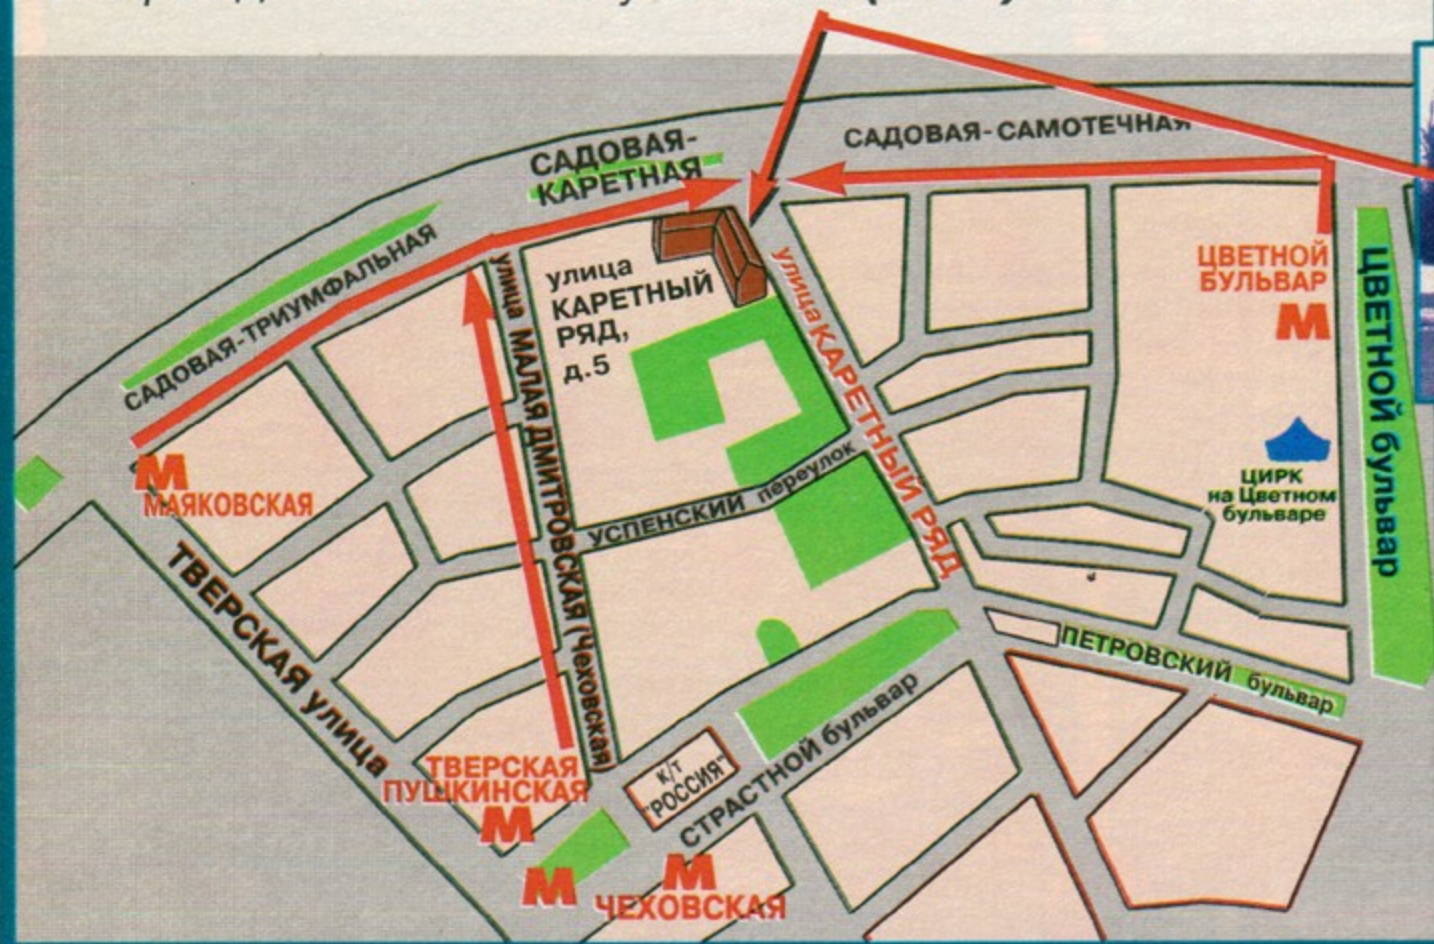 САДОВАЯ-
КАРЕТНАЯ
САДОВАЯ-САМОТЕЧНАЯ
САДОВАЯ-ТРИУМФАЛЬНАЯ
улица
КАРЕТНЫЙ
РЯД,
д.5
улица КАРЕТНЫЙ РЯД
ЦВЕТНОЙ
БУЛЬВАР
М
ЦВЕТНОЙ бульвар
улица МАЛАЯ ДМИТРОВСКАЯ (Чеховская)
ЦИРК
на Цветном
бульваре
М
МАЯКОВСКАЯ
УСПЕНСКИЙ переулок
ТВЕРСКАЯ улица
ПЕТРОВСКИЙ бульвар
ТВЕРСКАЯ
ПУШКИНСКАЯ
М
К/Т
"РОССИЯ"
СТРАСТНОЙ бульвар
М
М
ЧЕХОВСКАЯ